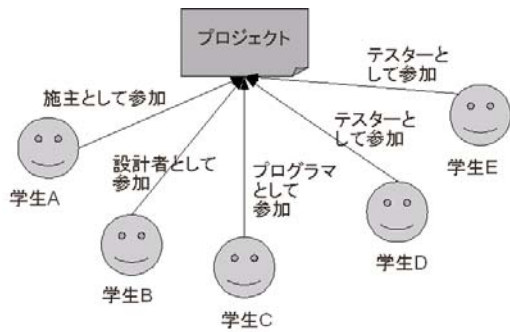 プロジェクト
テスターと
して参加
施主として参加
テスターと
して参加
設計者として
参加
プログラマ
として
参加
学生A
学生B
学生C
学生D
学生E